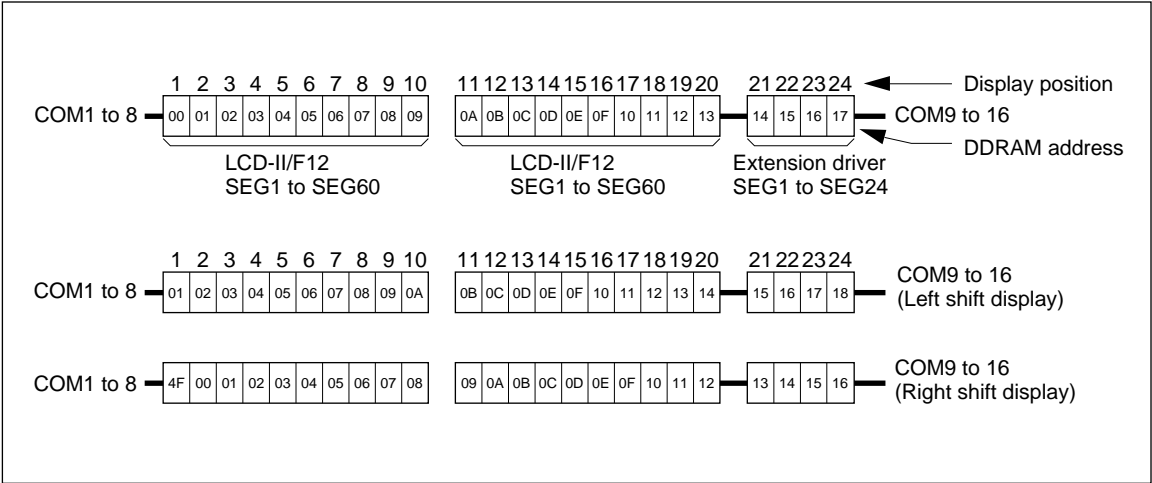 1 2 3 4 5 6 7 8 9 10 11 12 13 14 15 16 17 18 19 20 21 22 23 24 Display position
COM1 to 8 00 01 02 03 04 05 06 07 08 09 0A 0B 0C 0D 0E 0F 10 11 12 13 14 15 16 17 COM9 to 16
DDRAM address
LCD-II/F12 LCD-II/F12 Extension driver
SEG1 to SEG60 SEG1 to SEG60 SEG1 to SEG24
1 2 3 4 5 6 7 8 9 10 11 12 13 14 15 16 17 18 19 20 21 22 23 24
COM1 to 8 01 02 03 04 05 06 07 08 09 0A 0B 0C 0D 0E 0F 10 11 12 13 14 15 16 17 18 COM9 to 16
(Left shift display)
COM1 to 8 4F 00 01 02 03 04 05 06 07 08 09 0A 0B 0C 0D 0E 0F 10 11 12 13 14 15 16 COM9 to 16
(Right shift display)